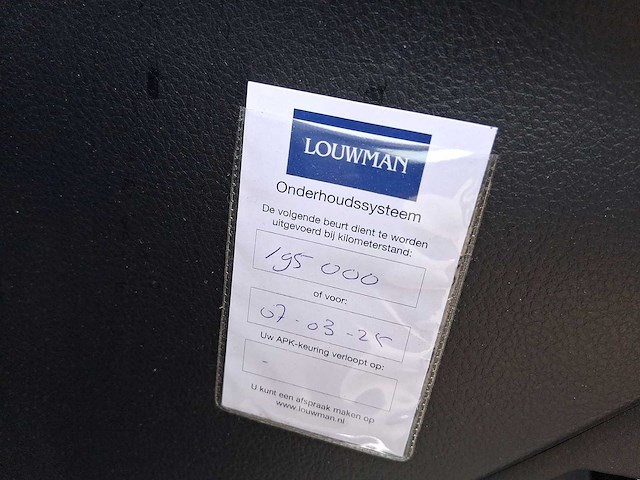 LOUWMAN
Onderhoudssysteem
De volgende beurt dient te worden
uitgevoerd bij kilometerstand:
195 000
of voor:
07-03-25
Uw APK-keuring verloopt op:
-
U kunt een afspraak maken op
www.louwman.nl